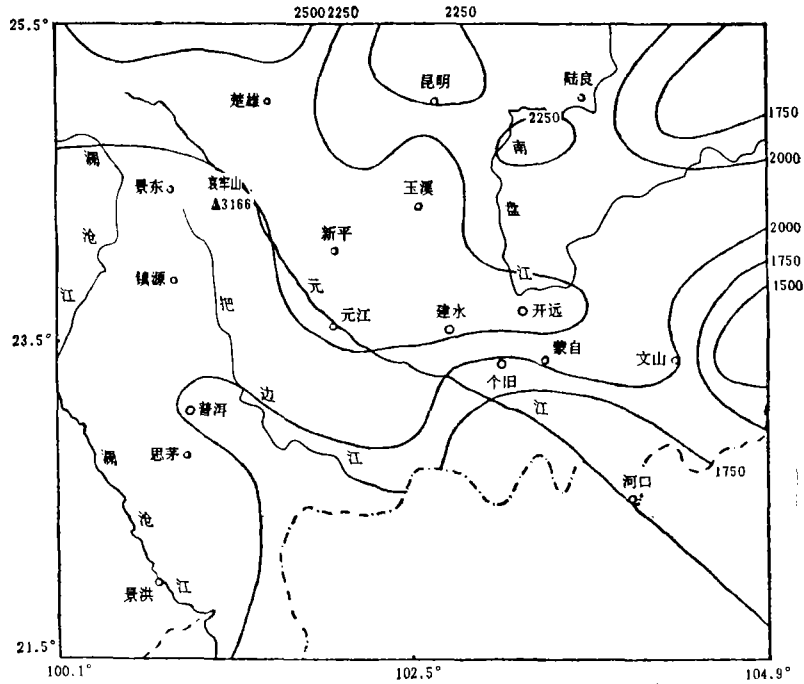 2500 2250 2250
25.5°
昆明
陆良
楚雄
2250
1750
南
2000
澜
景东
哀牢山
▲3166
玉溪
盘
沧
新平
2000
江
镇源
江
元
1750
把
1500
元江
建水
开远
23.5°
蒙自
文山
个旧
边
江
普洱
澜
思茅
江
1750
河口
沧
景洪
江
21.5°
100.1°
102.5°
104.9°